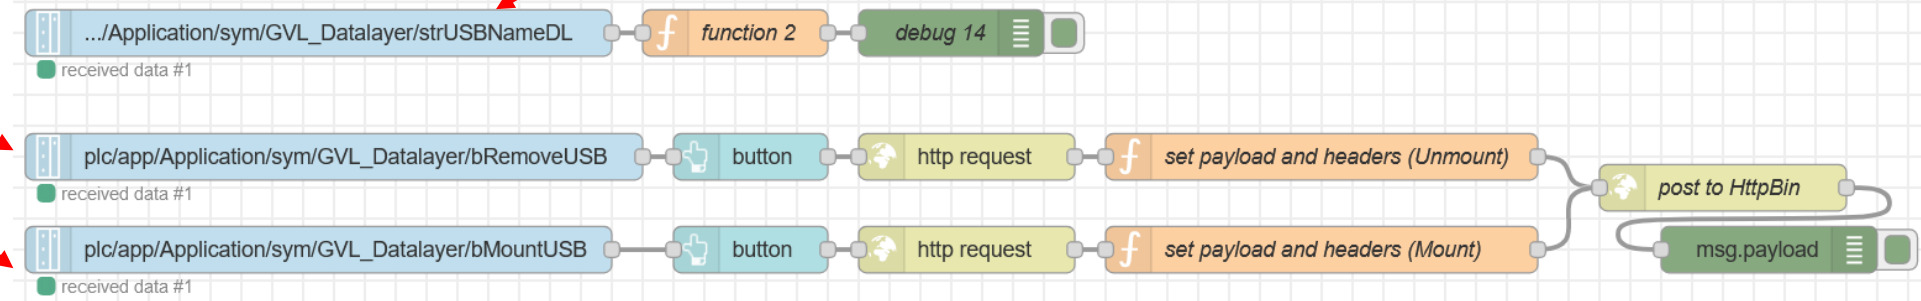 .../Application/sym/GVL_Datalayer/strUSBNameDL
function 2
debug 14
received data #1
plc/app/Application/sym/GVL_Datalayer/bRemoveUSB
button
http request
set payload and headers (Unmount)
received data #1
post to HttpBin
plc/app/Application/sym/GVL_Datalayer/bMountUSB
button
http request
set payload and headers (Mount)
msg.payload
received data #1